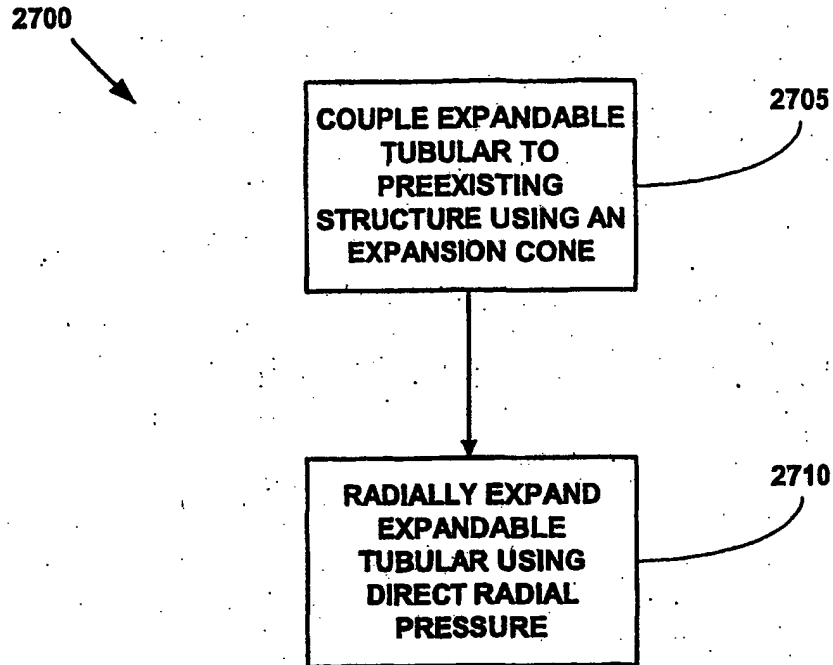 2700
COUPLE EXPANDABLE
TUBULAR TO
PREEXISTING
STRUCTURE USING AN
EXPANSION CONE
2705
RADIALLY EXPAND
EXPANDABLE
TUBULAR USING
DIRECT RADIAL
PRESSURE
2710